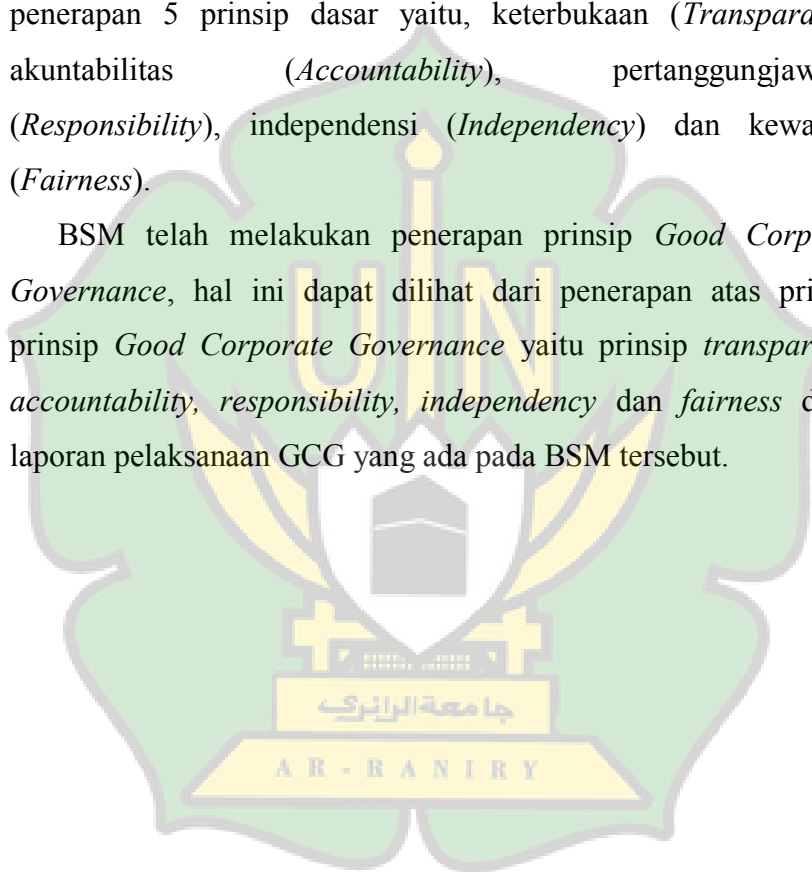 penerapan 5 prinsip dasar yaitu, keterbukaan (Transpara
akuntabilitas (Accountability), pertanggungjaw
(Responsibility), independensi (Independency) dan kewa
(Fairness).
BSM telah melakukan penerapan prinsip Good Corp
Governance, hal ini dapat dilihat dari penerapan atas pri
prinsip Good Corporate Governance yaitu prinsip transpar
accountability, responsibility, independency dan fairness d
laporan pelaksanaan GCG yang ada pada BSM tersebut.
UIN
جامعة الرانري
AR-RANIRY